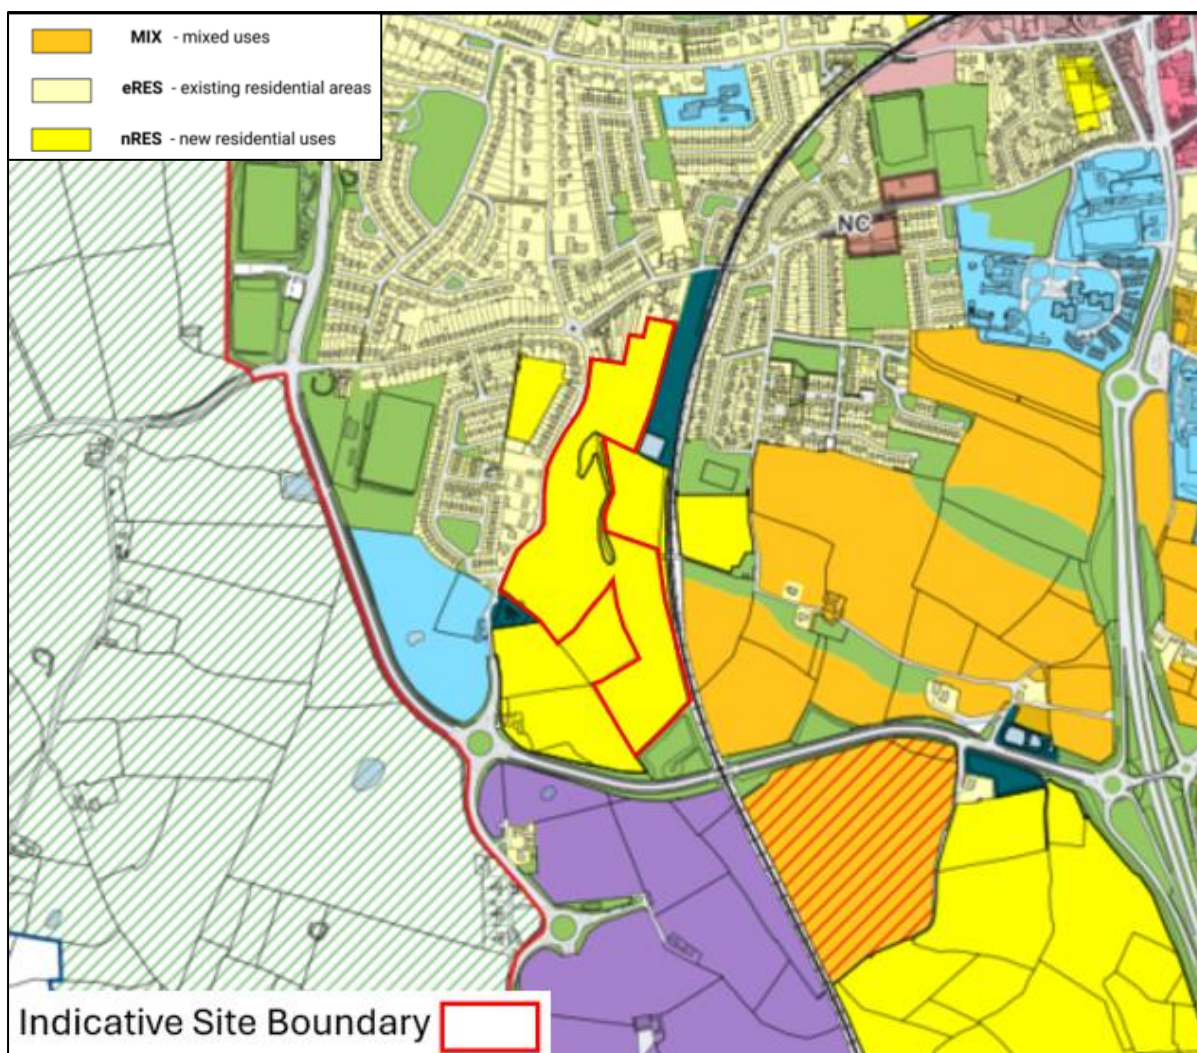 MIX - mixed uses
eRES - existing residential areas
nRES - new residential uses
NC
Indicative Site Boundary